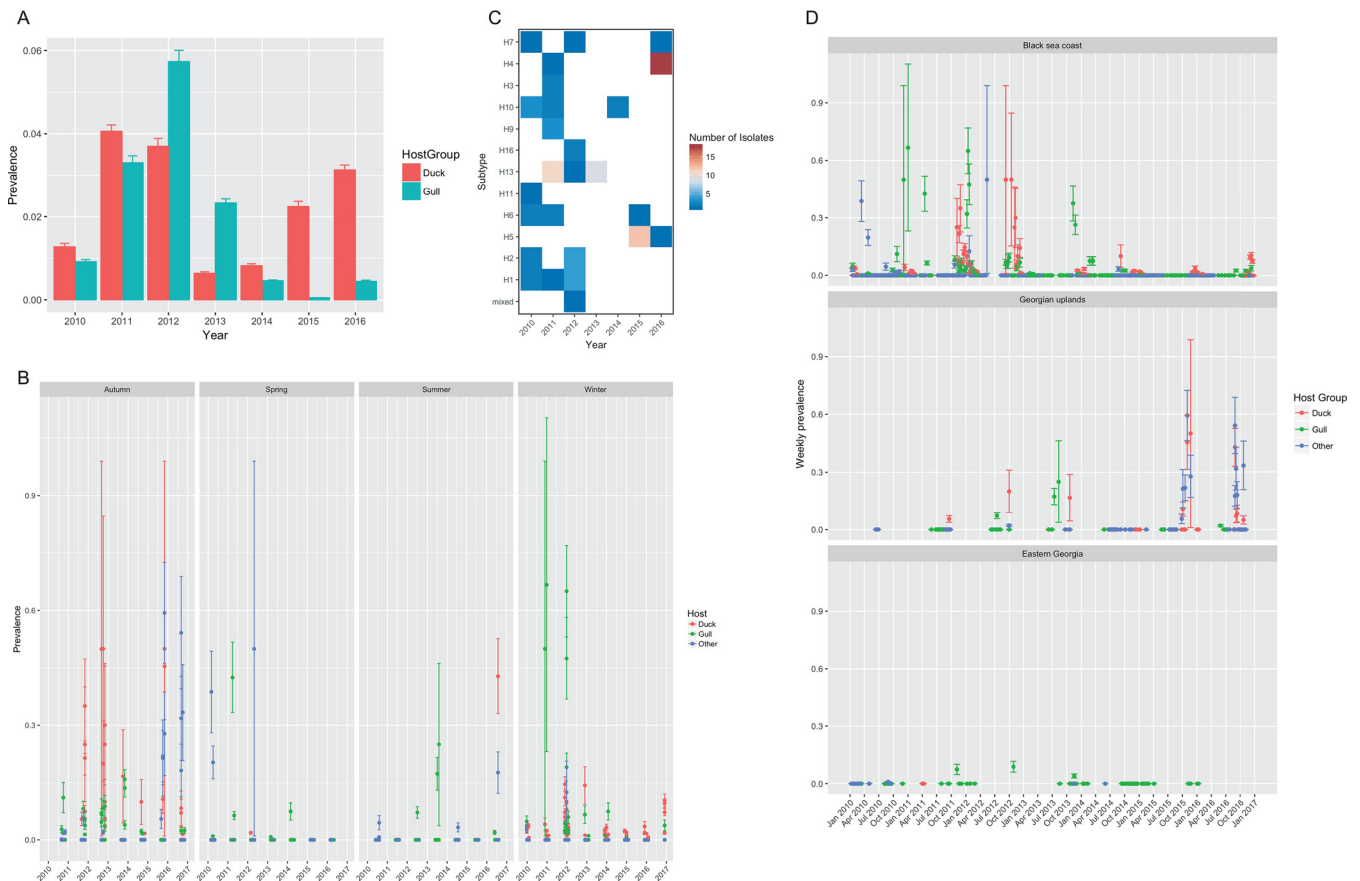 A
0.06
0.04
0.02
0.00
Prevalence
2010 2011 2012 2013 2014 2015 2016
Year
HostGroup
Duck
Gull
C
H7
H4
H3
H10
H9
H16
H13
H11
H6
H5
H2
H1
mixed
Subtype
2010 2011 2012 2013 2014 2015 2016
Year
Number of Isolates
15
10
5
B
Autumn Spring Summer Winter
0.9
0.6
0.3
0.0
Prevalence
2010 2011 2012 2013 2014 2015 2016 2017 2010 2011 2012 2013 2014 2015 2016 2017 2010 2011 2012 2013 2014 2015 2016 2017 2010 2011 2012 2013 2014 2015 2016 2017
Host
Duck
Gull
Other
D
Black sea coast
0.9
0.6
0.3
0.0
Georgian uplands
0.9
0.6
0.3
0.0
Weekly prevalence
Eastern Georgia
0.9
0.6
0.3
0.0
Jan 2010 Apr 2010 Jul 2010 Oct 2010 Jan 2011 Apr 2011 Jul 2011 Oct 2011 Jan 2012 Apr 2012 Jul 2012 Oct 2012 Jan 2013 Apr 2013 Jul 2013 Oct 2013 Jan 2014 Apr 2014 Jul 2014 Oct 2014 Jan 2015 Apr 2015 Jul 2015 Oct 2015 Jan 2016 Apr 2016 Jul 2016 Oct 2016 Jan 2017
Host Group
Duck
Gull
Other